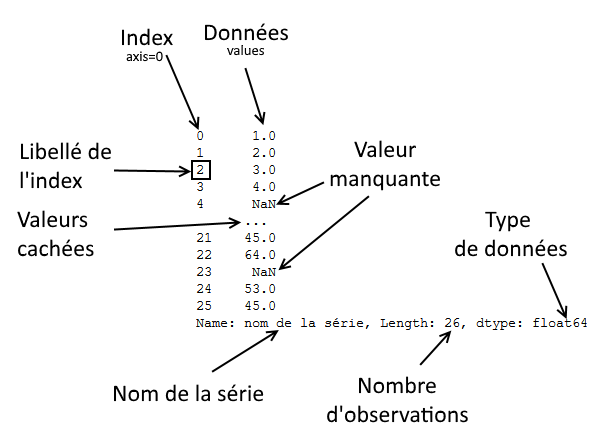 Index
axis=0
Données
values
0 1.0
1 2.0
2 3.0
3 4.0
4 NaN
...
21 45.0
22 64.0
23 NaN
24 53.0
25 45.0
Name: nom de la série, Length: 26, dtype: float64
Libellé de
l'index
Valeurs
cachées
Valeur
manquante
Type
de données
Nom de la série
Nombre
d'observations